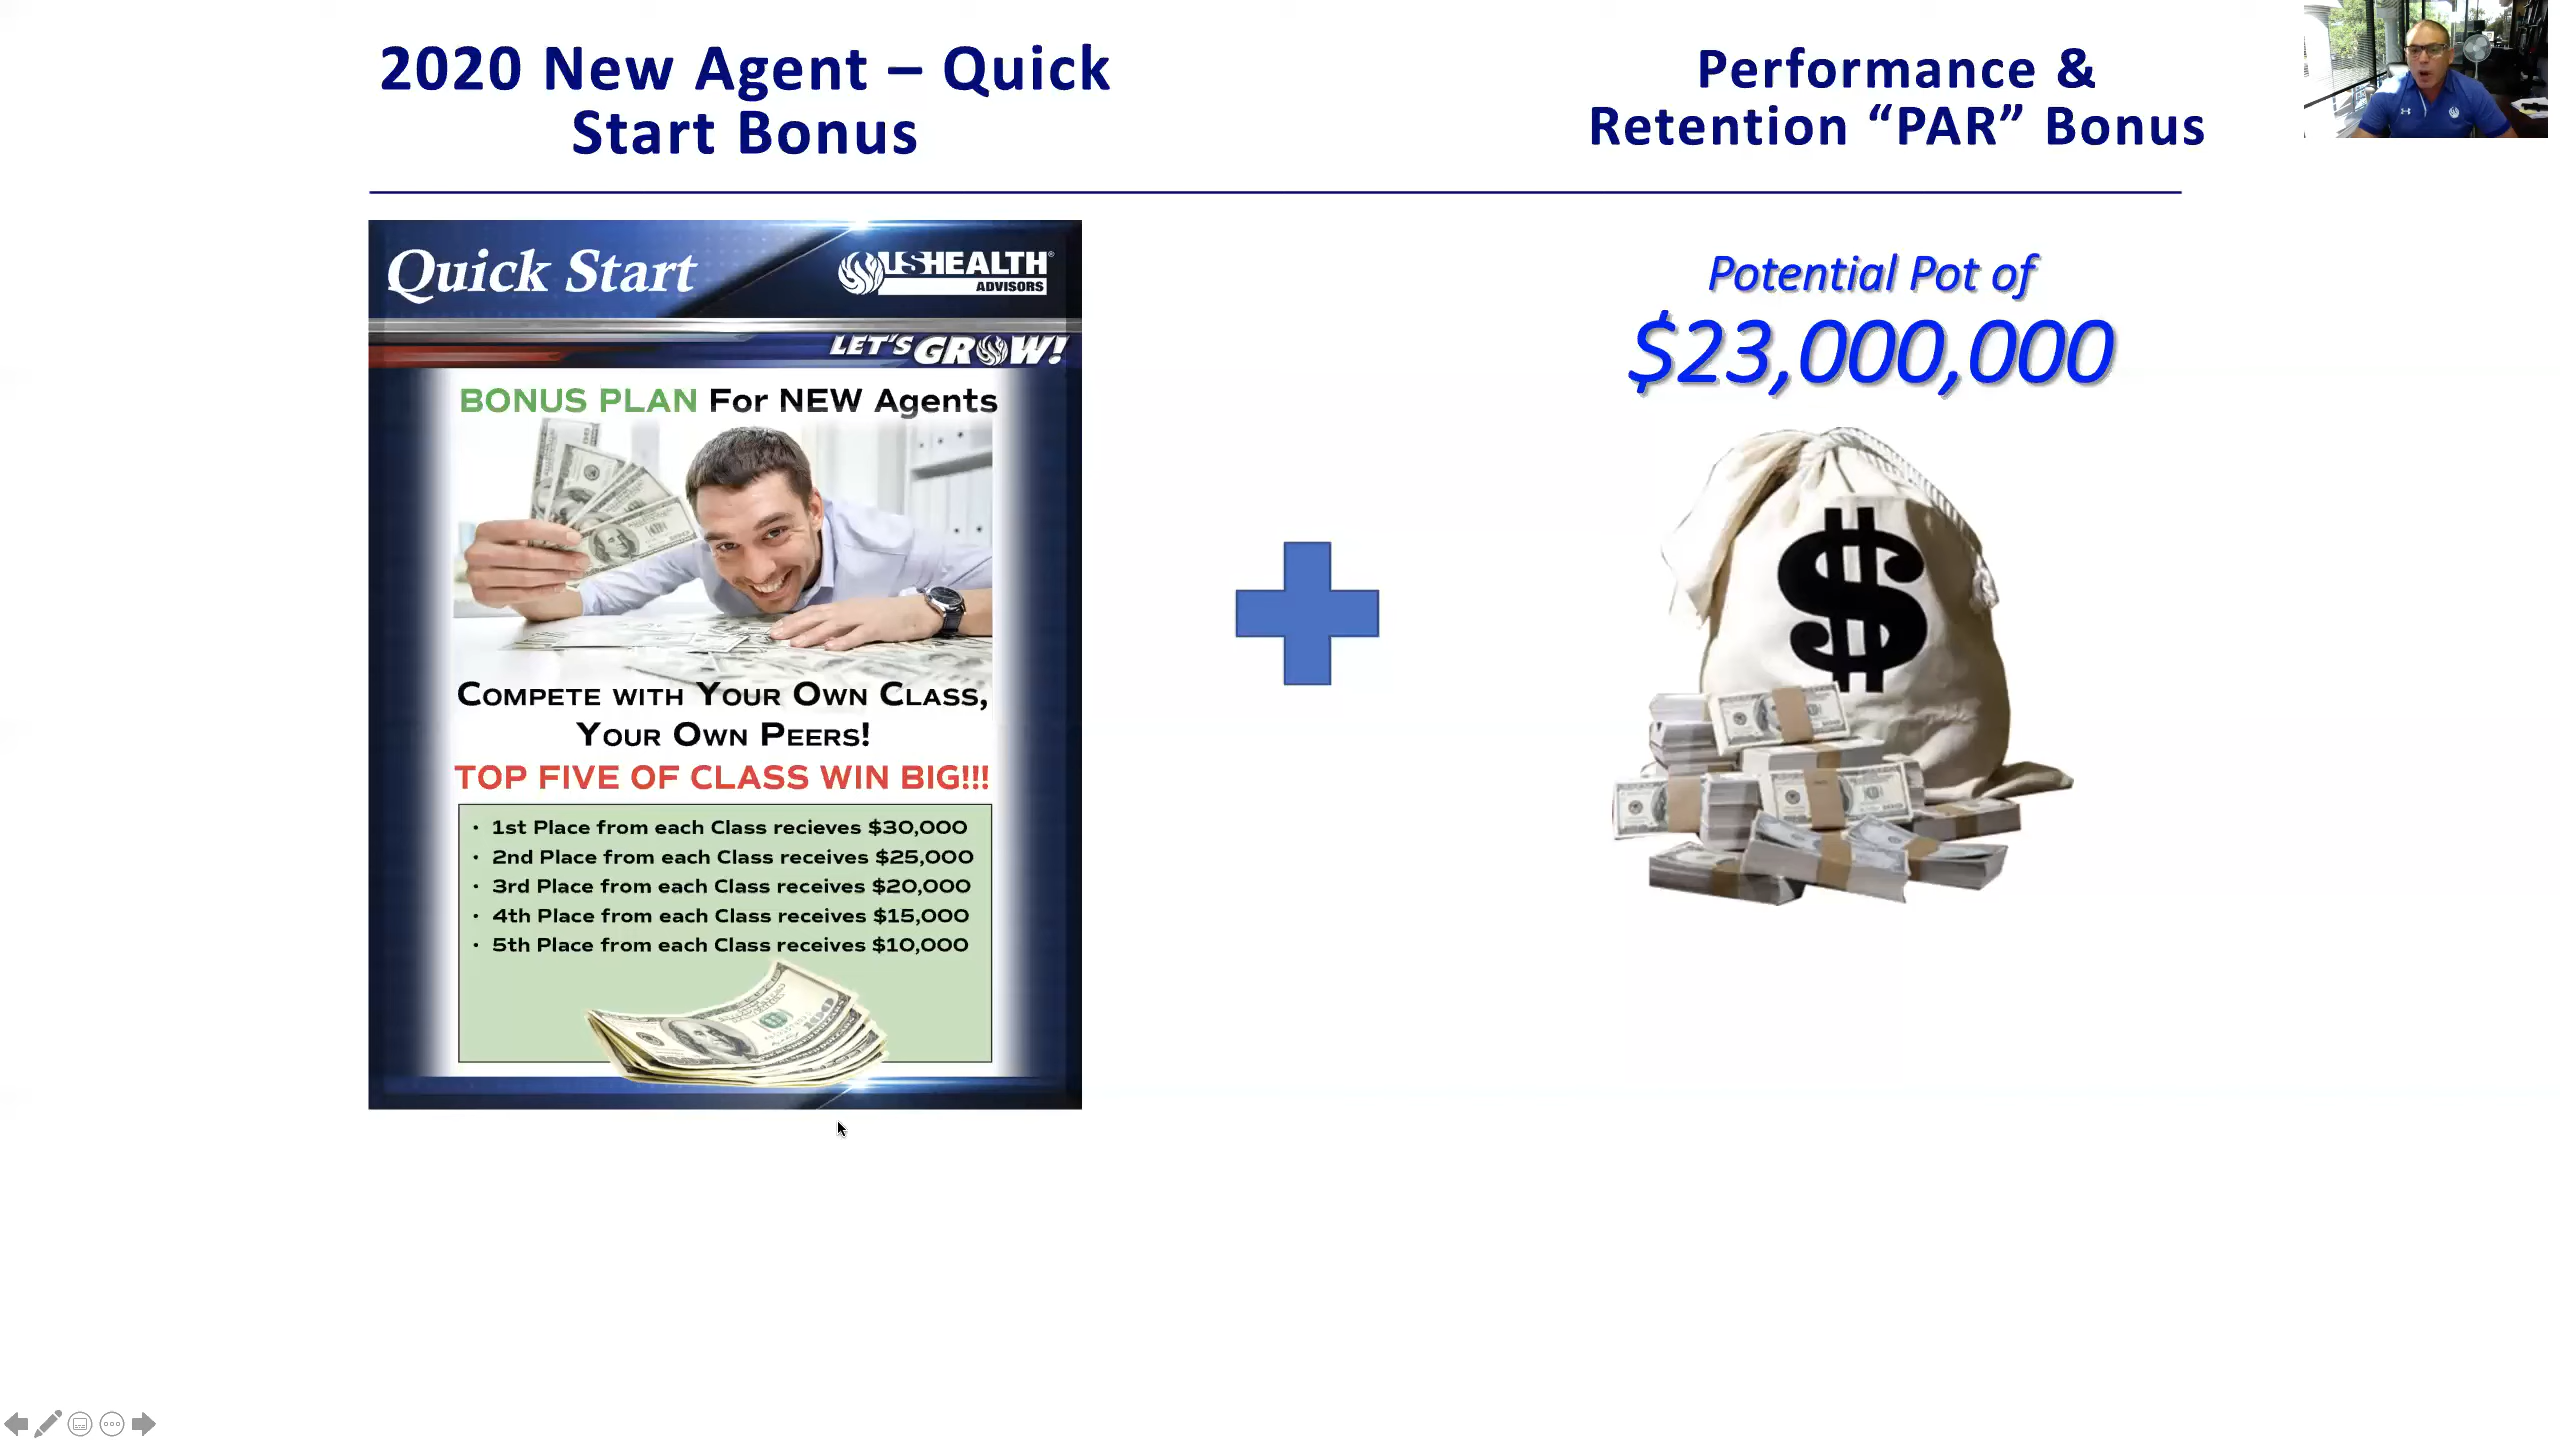 2020 New Agent – Quick
Start Bonus
Performance &
Retention “PAR” Bonus
Quick Start
USHEALTH®
ADVISORS
LET'S GROW!
BONUS PLAN For NEW Agents
COMPETE WITH YOUR OWN CLASS,
YOUR OWN PEERS!
TOP FIVE OF CLASS WIN BIG!!!
• 1st Place from each Class recieves $30,000
• 2nd Place from each Class receives $25,000
• 3rd Place from each Class receives $20,000
• 4th Place from each Class receives $15,000
• 5th Place from each Class receives $10,000
Potential Pot of
$23,000,000
$